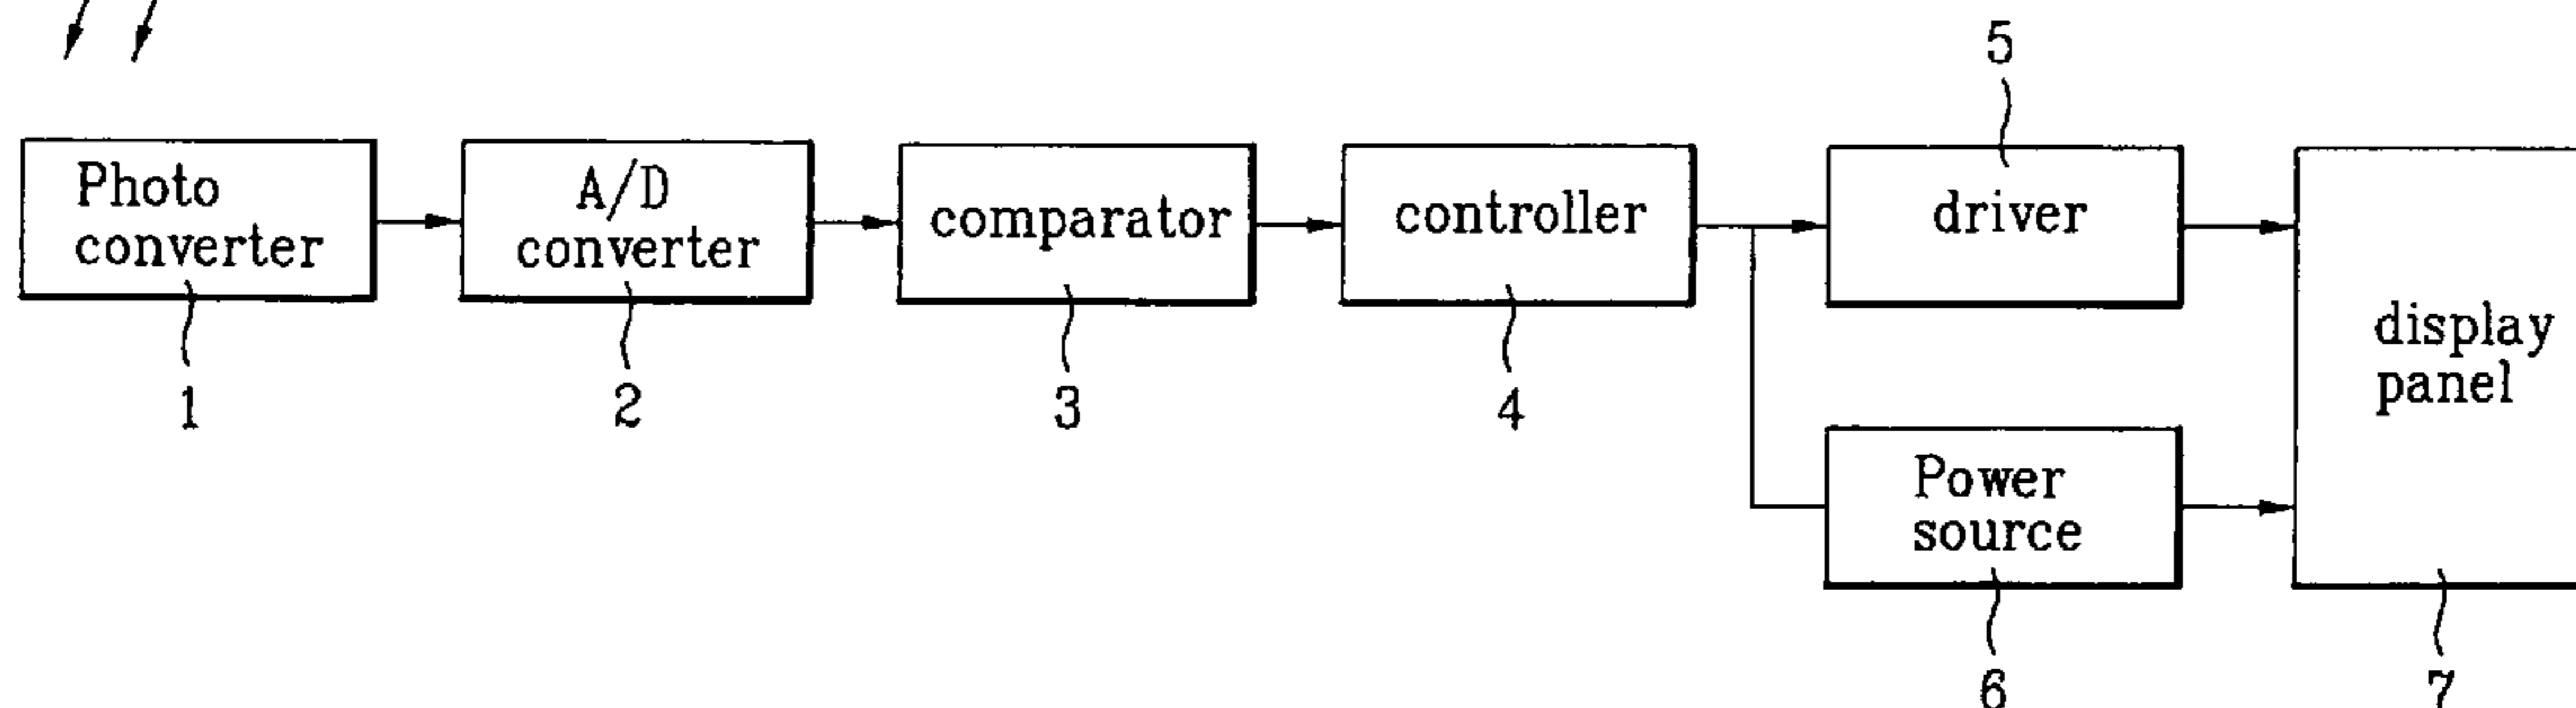 5
Photo
converter
A/D
converter
comparator
controller
driver
display
panel
Power
source
1
2
3
4
6
7